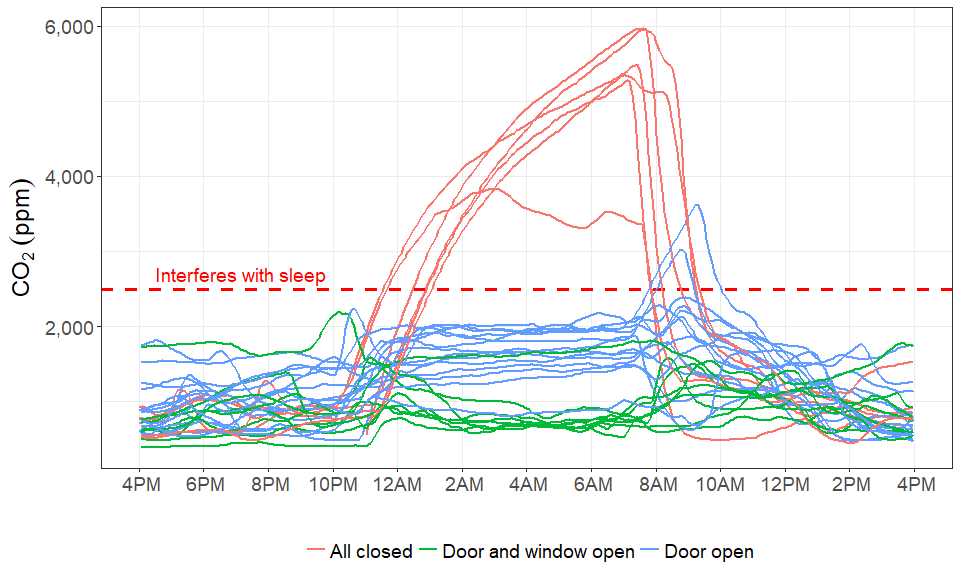 6,000
4,000
2,000
CO₂ (ppm)
Interferes with sleep
4PM 6PM 8PM 10PM 12AM 2AM 4AM 6AM 8AM 10AM 12PM 2PM 4PM
All closed Door and window open Door open